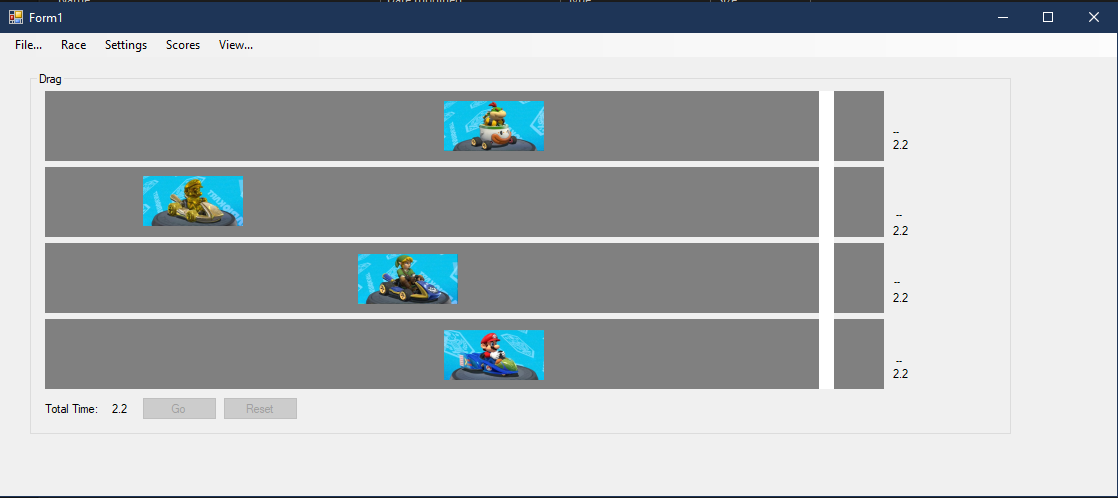 Form1
File... Race Settings Scores View...
Drag
--
2.2
--
2.2
--
2.2
--
2.2
Total Time: 2.2 Go Reset